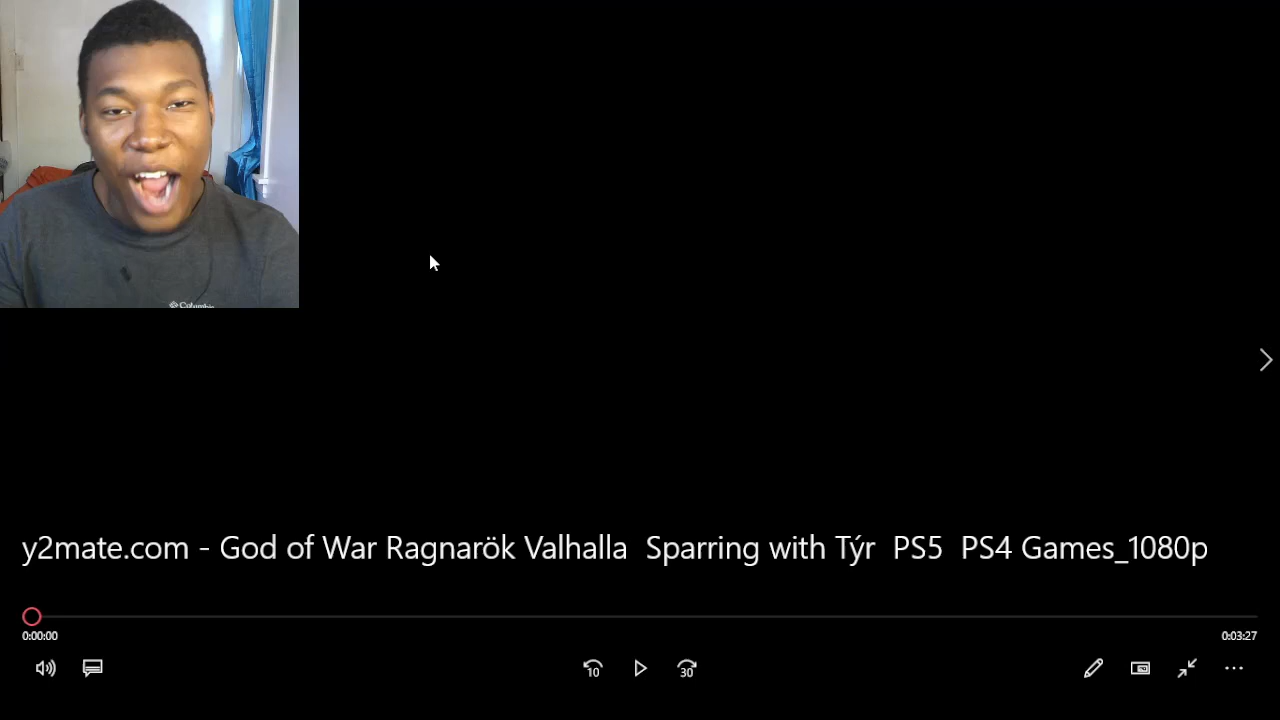 Columbia
y2mate.com - God of War Ragnarök Valhalla  Sparring with Týr  PS5  PS4 Games_1080p
0:00:00
0:03:27
10
30